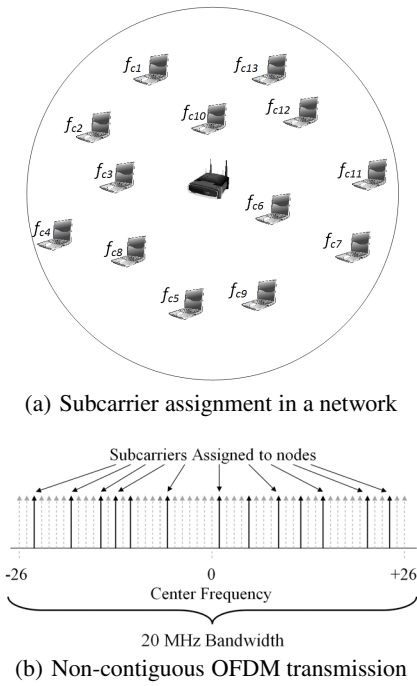 fc1
fc13
fc2
fc10
fc12
fc3
fc11
fc6
fc4
fc8
fc7
fc5
fc9
(a) Subcarrier assignment in a network
Subcarriers Assigned to nodes
-26
0
+26
Center Frequency
20 MHz Bandwidth
(b) Non-contiguous OFDM transmission